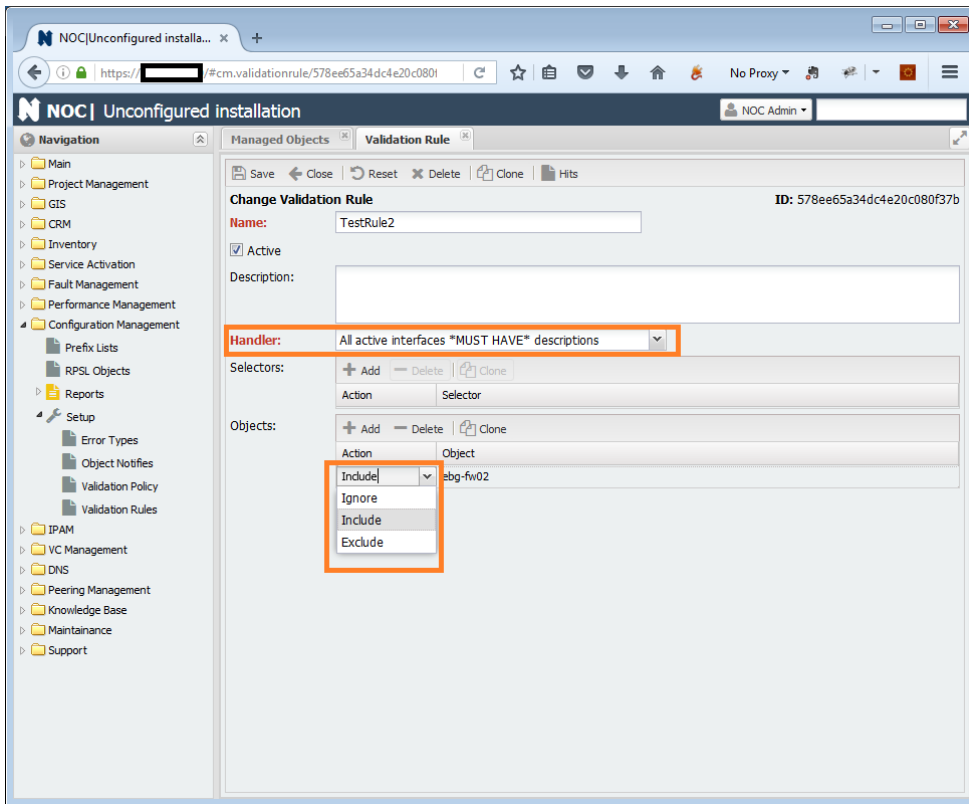 NOC|Unconfigured installa...
https:// /#cm.validationrule/578ee65a34dc4e20c080f
No Proxy
NOC| Unconfigured installation
NOC Admin
Navigation
Managed Objects
Validation Rule
Main
Project Management
GIS
CRM
Inventory
Service Activation
Fault Management
Performance Management
Configuration Management
Prefix Lists
RPSL Objects
Reports
Setup
Error Types
Object Notifies
Validation Policy
Validation Rules
IPAM
VC Management
DNS
Peering Management
Knowledge Base
Maintainance
Support
Save Close Reset Delete Clone Hits
Change Validation Rule ID: 578ee65a34dc4e20c080f37b
Name: TestRule2
Active
Description:
Handler: All active interfaces *MUST HAVE* descriptions
Selectors: Add Delete Clone
Action Selector
Objects: Add Delete Clone
Action Object
Include ebg-fw02
Ignore
Include
Exclude